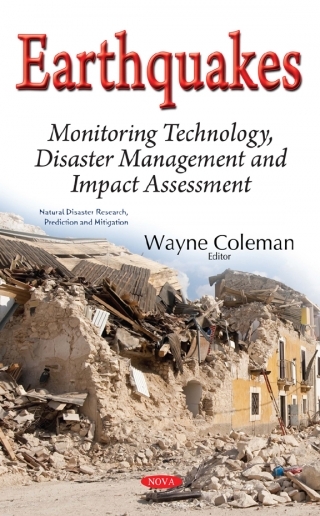 Earthquakes
Monitoring Technology,
Disaster Management and
Impact Assessment
Natural Disaster Research,
Prediction and Mitigation
Wayne Coleman
Editor
NOVA